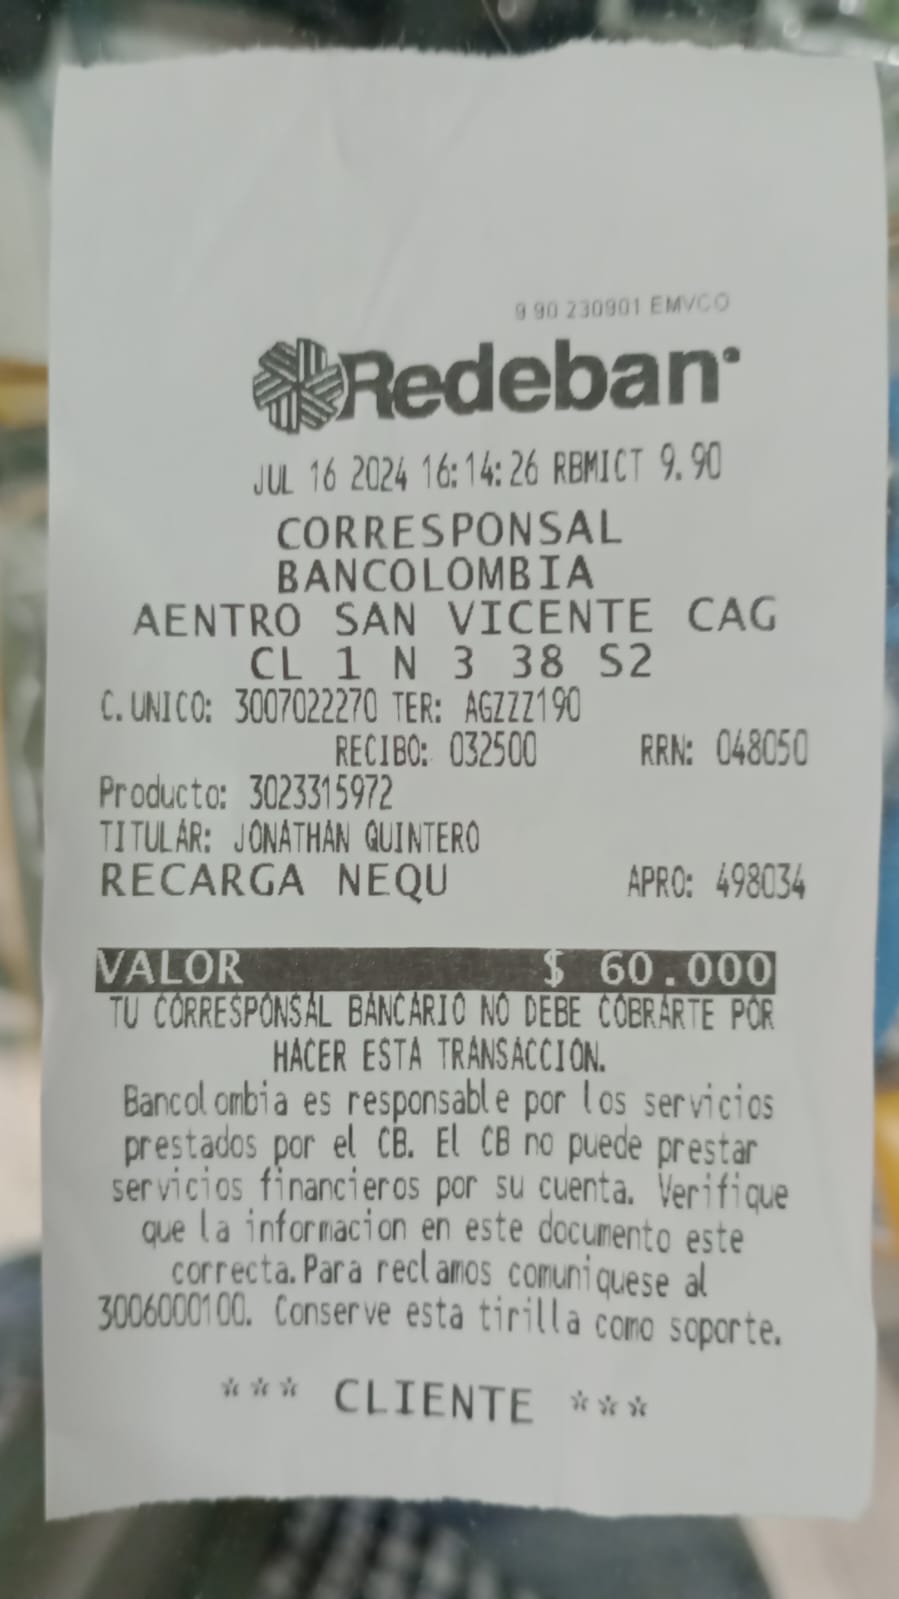 9 90 230901 EMVCO
Redeban
JUL 16 2024 16:14:26 RBMICT 9.90
CORRESPONSAL
BANCOLOMBIA
AENTRO SAN VICENTE CAG
CL 1 N 3 38 S2
C. UNICO: 3007022270 TER: AGZZZ190
RECIBO: 032500 RRN: 048050
Producto: 3023315972
TITULAR: JONATHAN QUINTERO
RECARGA NEQU APRO: 498034
VALOR $ 60.000
TU CORRESPONSAL BANCARIO NO DEBE COBRARTE POR
HACER ESTA TRANSACCION.
Bancolombia es responsable por los servicios
prestados por el CB. El CB no puede prestar
servicios financieros por su cuenta. Verifique
que la informacion en este documento este
correcta. Para reclamos comuniquese al
3006000100. Conserve esta tirilla como soporte.
*** CLIENTE ***